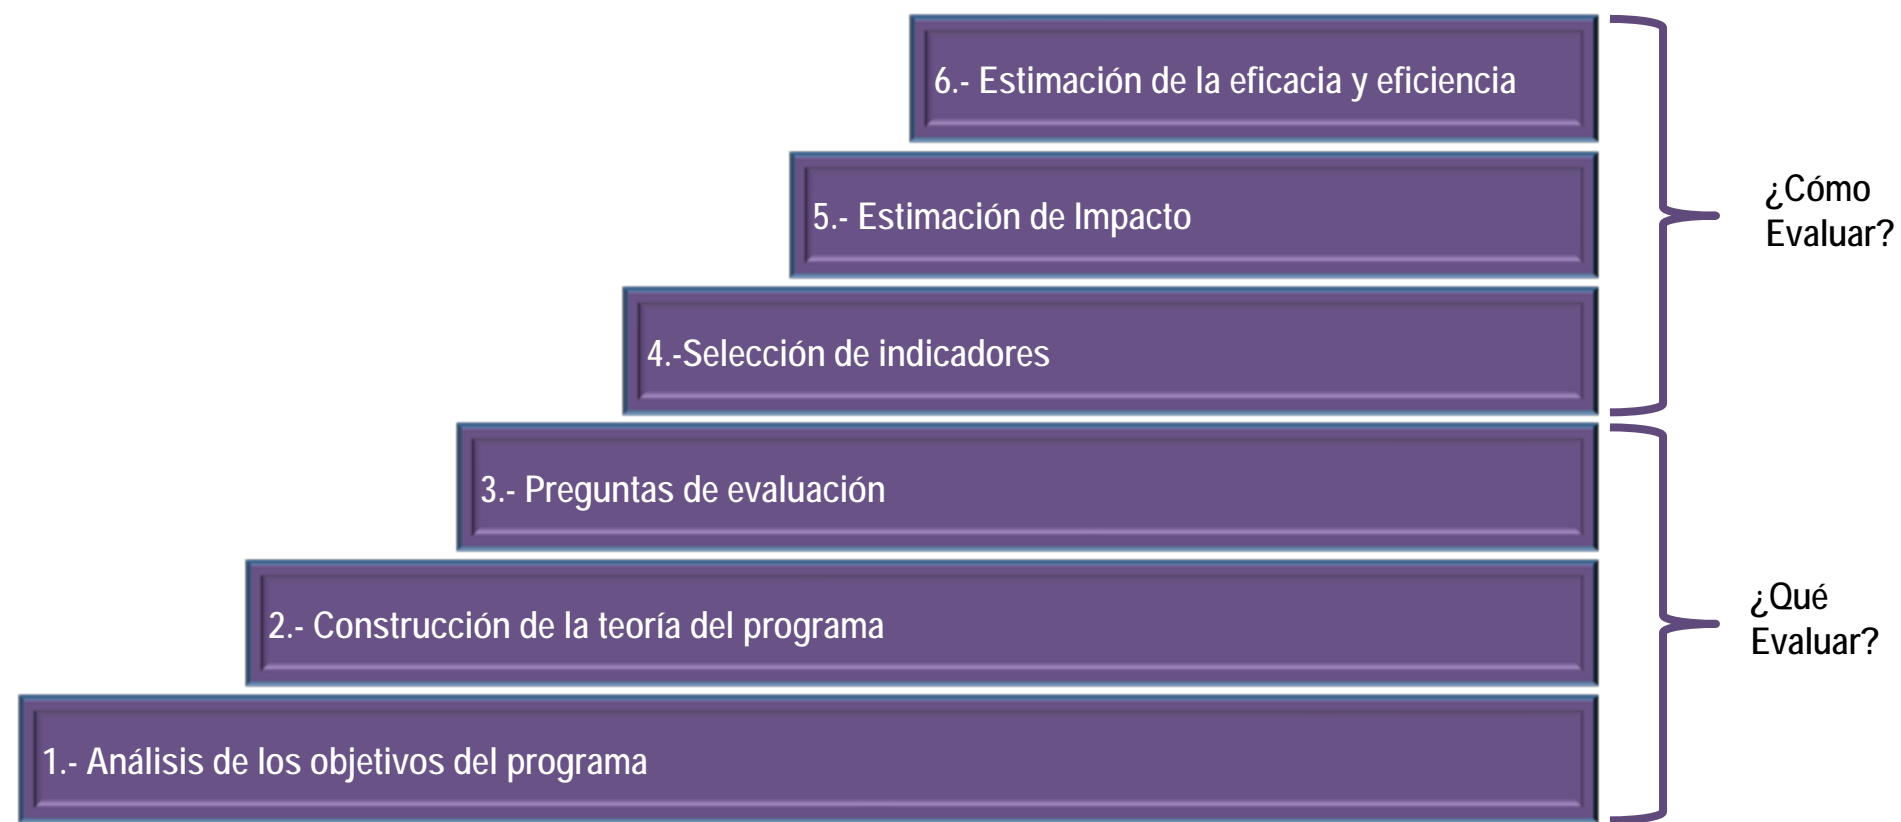 6.- Estimación de la eficacia y eficiencia
5.- Estimación de Impacto
4.-Selección de indicadores
¿Cómo
Evaluar?
3.- Preguntas de evaluación
2.- Construcción de la teoría del programa
1.- Análisis de los objetivos del programa
¿Qué
Evaluar?